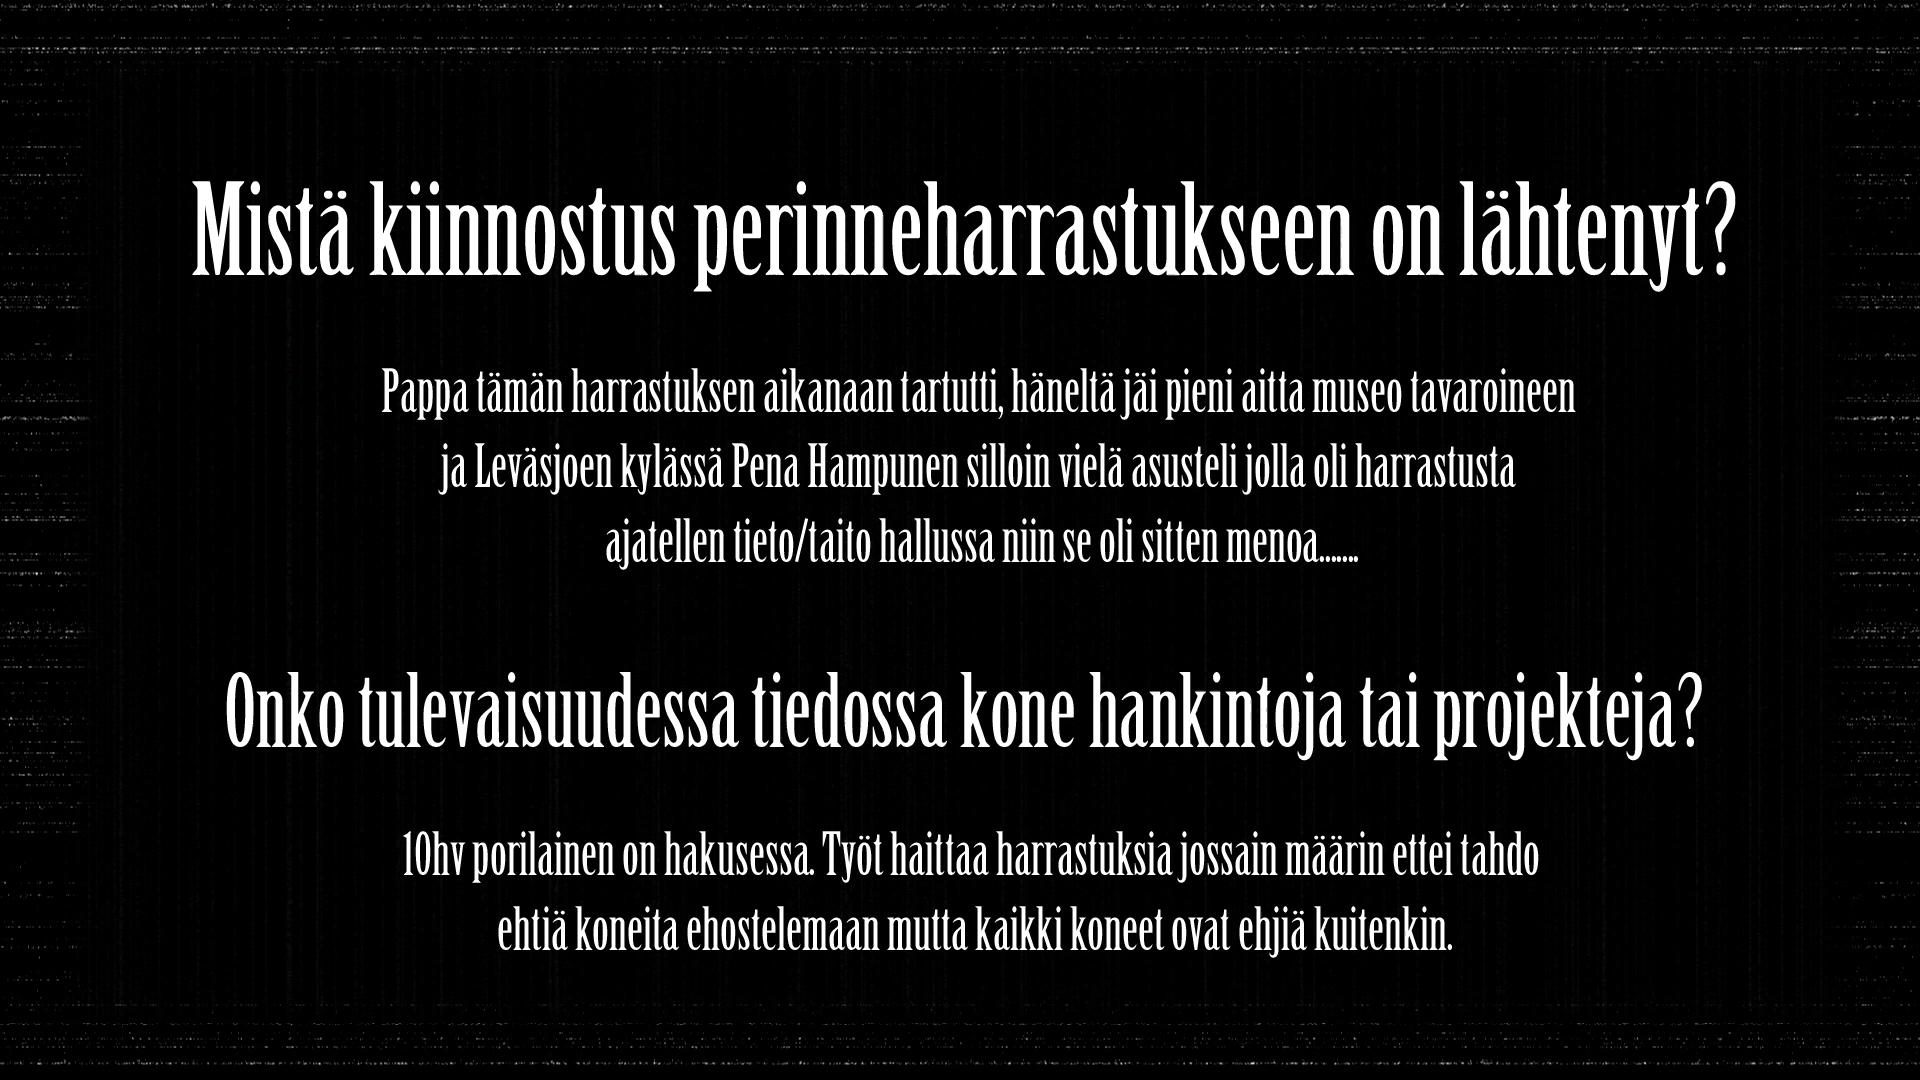 Mistä kiinnostus perinneharrastukseen on lähtenyt?
Pappa tämän harrastuksen aikanaan tartutti, häneltä jäi pieni aitta museo tavaroineen
ja Leväsjoen kylässä Pena Hampunen silloin vielä asusteli jolla oli harrastusta
ajatellen tieto/taito hallussa niin se oli sitten menoa.......
Onko tulevaisuudessa tiedossa kone hankintoja tai projekteja?
10hv porilainen on hakusessa. Työt haittaa harrastuksia jossain määrin ettei tahdo
ehtiä koneita ehostelemaan mutta kaikki koneet ovat ehjiä kuitenkin.